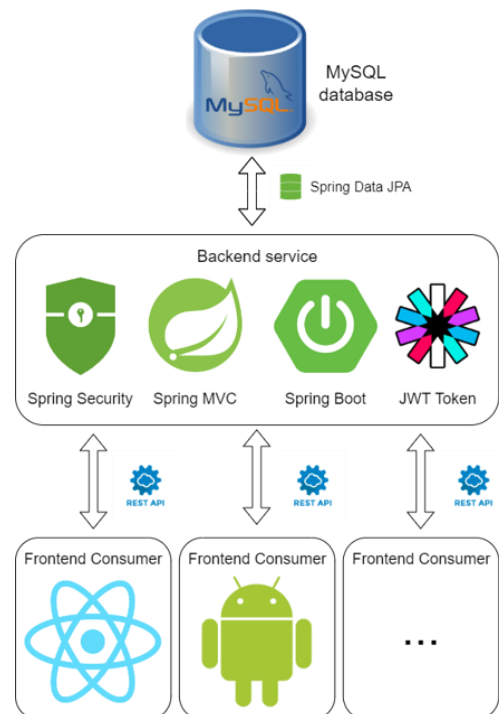 MySQL
MySQL
database
Spring Data JPA
Backend service
Spring Security
Spring MVC
Spring Boot
JWT Token
REST API
REST API
REST API
Frontend Consumer
Frontend Consumer
Frontend Consumer
...